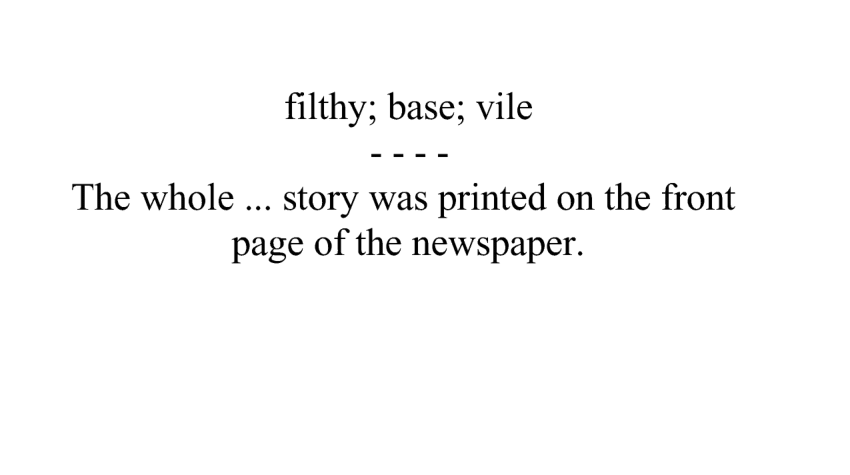 filthy; base; vile
- - - -
The whole ... story was printed on the front
page of the newspaper.